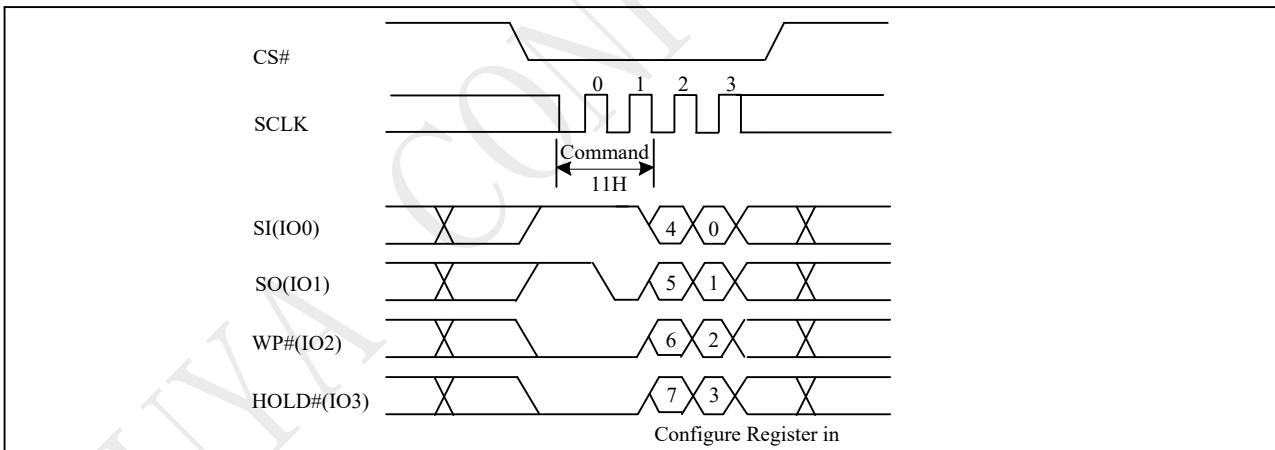 CS#
0 1 2 3
SCLK
Command
11H
SI(IO0)
4 0
SO(IO1)
5 1
WP#(IO2)
6 2
HOLD#(IO3)
7 3
Configure Register in